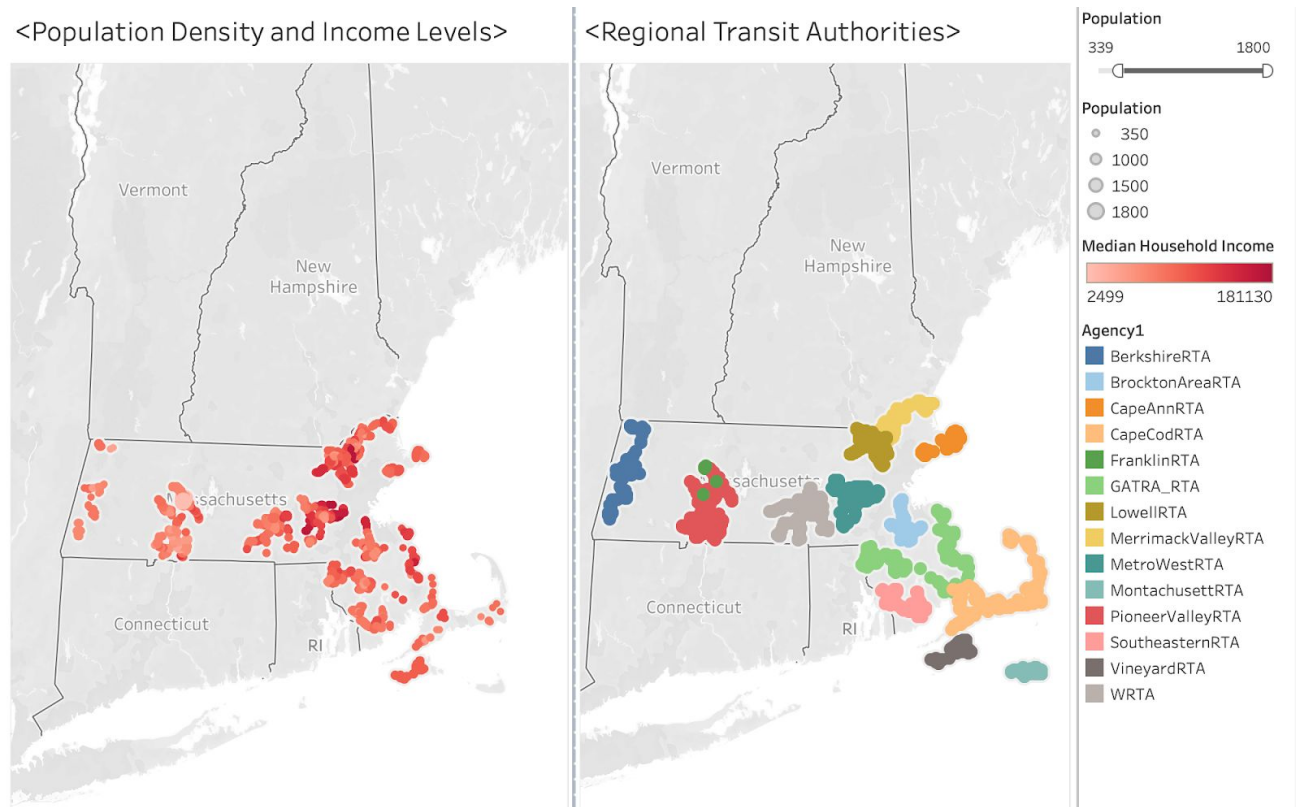 <Population Density and Income Levels>
Vermont
New
Hampshire
Massachusetts
Connecticut
RI
<Regional Transit Authorities>
Vermont
New
Hampshire
ssachusetts
Connecticut
RI
Population
339 1800
Population
350
1000
1500
1800
Median Household Income
2499 181130
Agency1
BerkshireRTA
BrocktonAreaRTA
CapeAnnRTA
CapeCodRTA
FranklinRTA
GATRA_RTA
LowellRTA
MerrimackValleyRTA
MetroWestRTA
MontachusettRTA
PioneerValleyRTA
SoutheasternRTA
VineyardRTA
WRTA